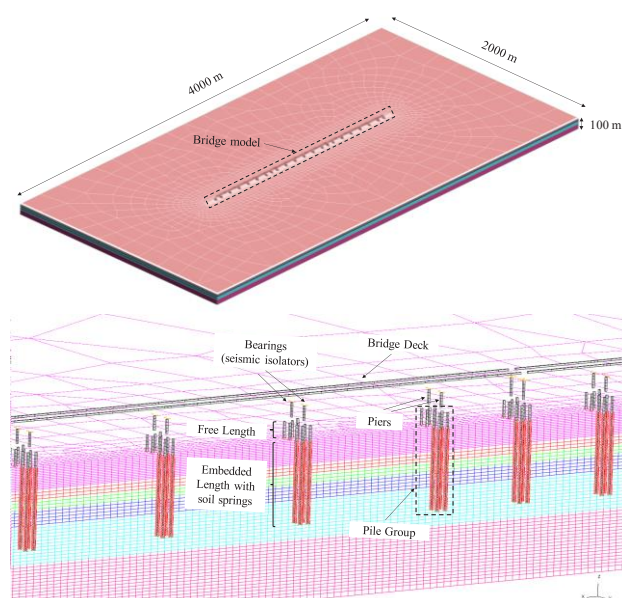 4000 m
2000 m
100 m
Bridge model
Bearings
(seismic isolators)
Bridge Deck
Free Length
Piers
Embedded
Length with
soil springs
Pile Group
z